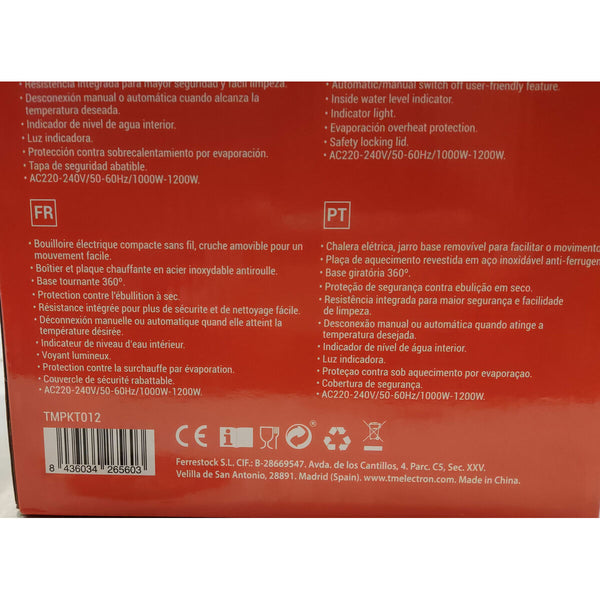 • Resistencia integrada para mayor seguridad y fácil limpeza.
• Desconexión manual o automática cuando alcanza la
temperatura deseada.
• Indicador de nivel de agua interior.
• Luz indicadora.
• Protección contra sobrecalentamiento por evaporación.
• Tapa de seguridad abatible.
• AC220-240V/50-60Hz/1000W-1200W.
• Automatic/manual switch off user-friendly feature.
• Inside water level indicator.
• Indicator light.
• Evaporación overheat protection.
• Safety locking lid.
• AC220-240V/50-60Hz/1000W-1200W.
FR
• Bouilloire électrique compacte sans fil, cruche amovible pour un
mouvement facile.
• Boîtier et plaque chauffante en acier inoxydable antiroulle.
• Base tournante 360º.
• Protection contre l'ébullition à sec.
• Résistance intégrée pour plus de sécurité et de nettoyage fácile.
• Déconnexión manuelle ou automatique quand elle atteint la
température désirée.
• Indicateur de niveau d'eau intérieur.
• Voyant lumineux.
• Protection contre la surchauffe par évaporation.
• Couvercle de sécurité rabattable.
• AC220-240V/50-60Hz/1000W-1200W.
PT
• Chalera elétrica, jarro base removível para facilitar o movimento
• Plaça de aquecimento revestida em aço inoxidável anti-ferrugen
• Base giratória 360º.
• Proteção de segurança contra ebulição em seco.
• Resistência integrada para maior segurança e facilidade
de limpeza.
• Desconexão manual ou automática quando atinge a
temperatura desejada.
• Indicador de nível de água interior.
• Luz indicadora.
• Proteçao contra sob aquecimento por evaporaçao.
• Cobertura de segurança.
• AC220-240V/50-60Hz/1000W-1200W.
TMPKT012
8 436034 265603
CE
Ferrestock S.L. CIF.: B-28669547. Avda. de los Cantillos, 4. Parc. C5, Sec. XXV.
Velilla de San Antonio, 28891. Madrid (Spain). www.tmelectron.com. Made in China.